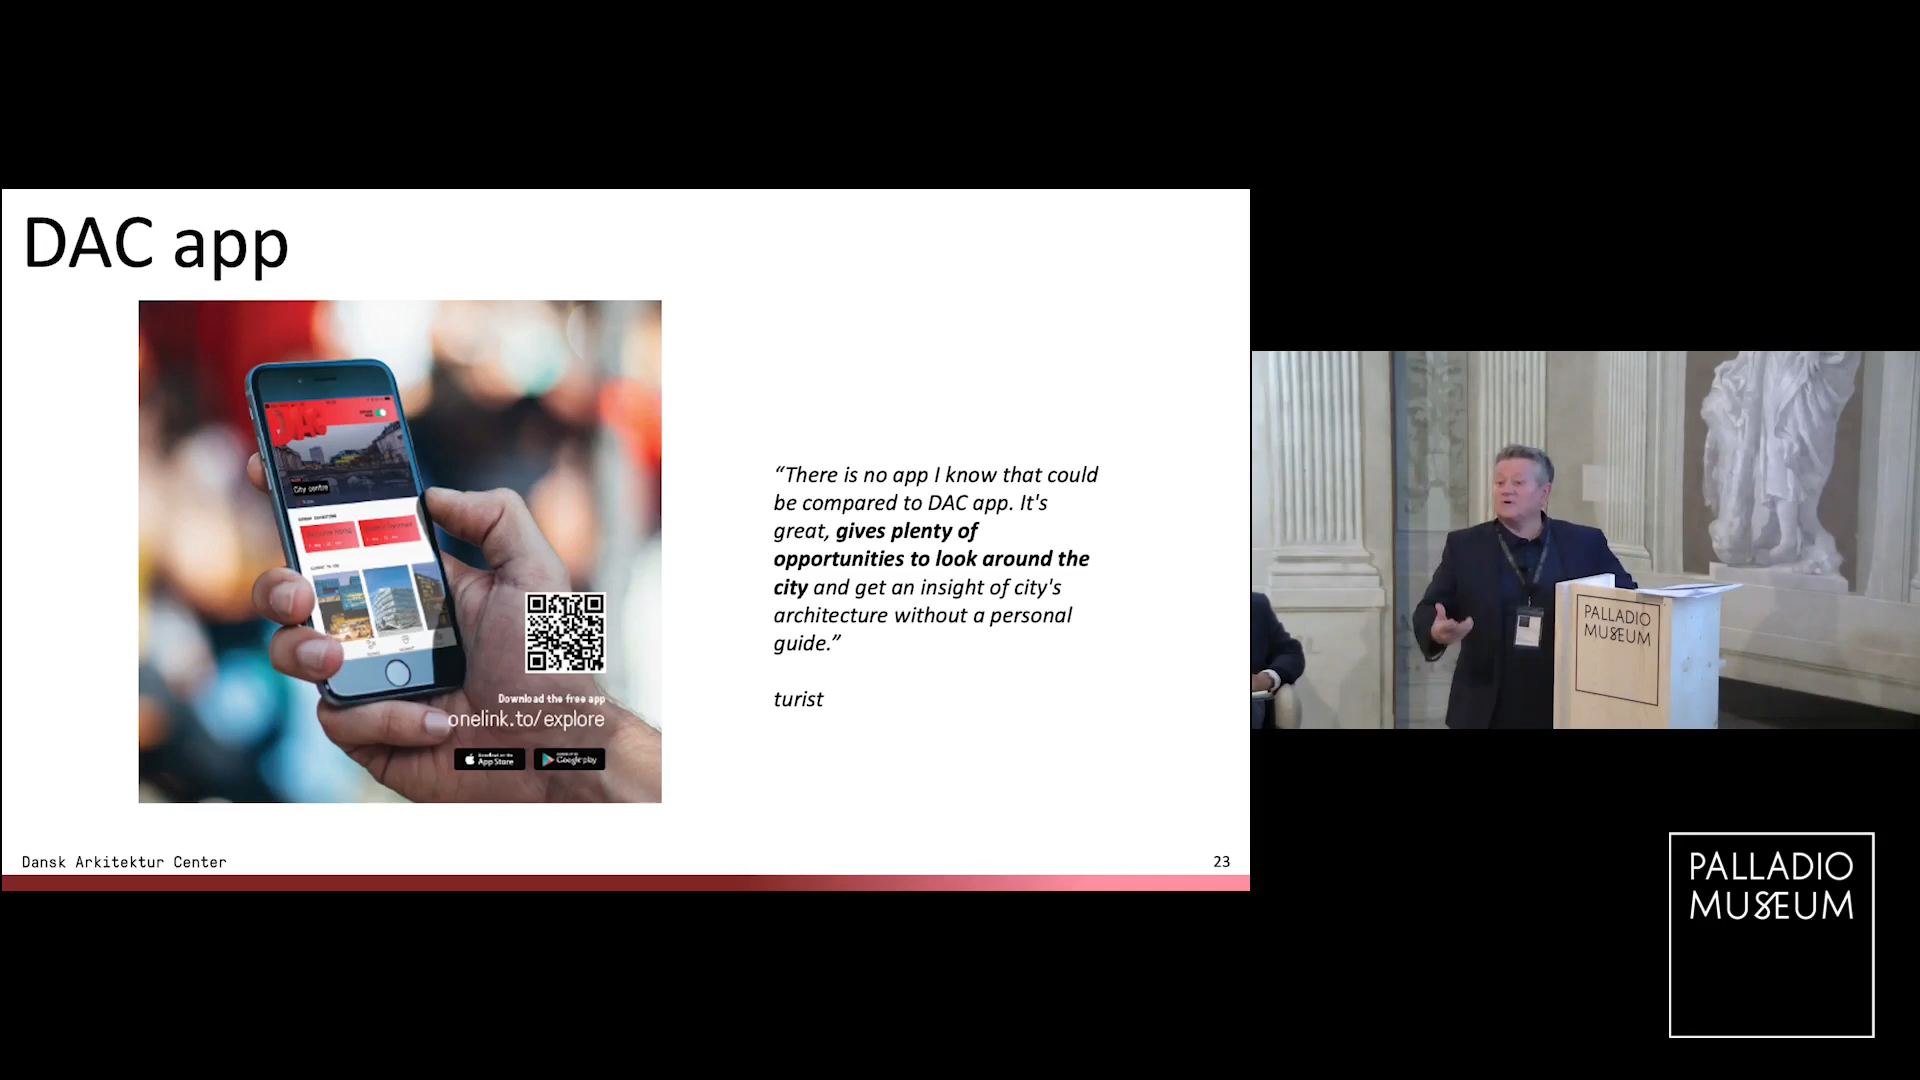 DAC app
City centre
Download the free app
onelink.to/explore
Download on the
App Store
Google play
“There is no app I know that could
be compared to DAC app. It's
great, gives plenty of
opportunities to look around the
city and get an insight of city's
architecture without a personal
guide.”
turist
Dansk Arkitektur Center
23
PALLADIO
MUSEUM
PALLADIO
MUSEUM